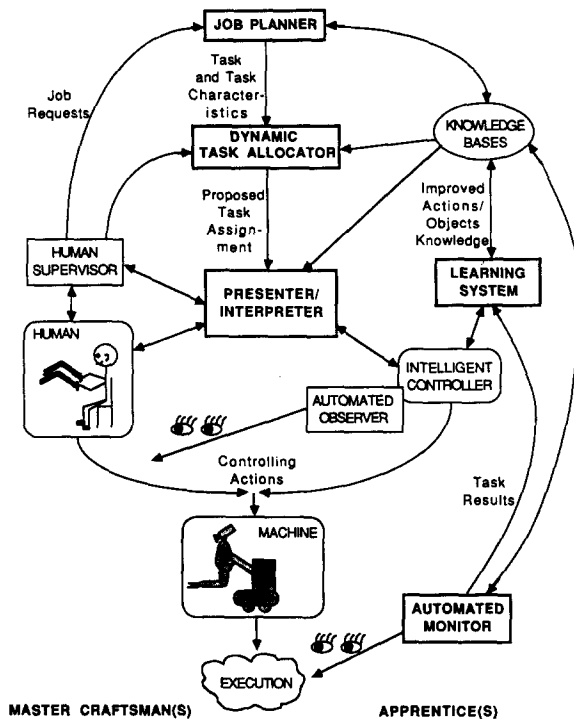 JOB PLANNER
Task
and Task
Character-
istics
Job
Requests
DYNAMIC
TASK ALLOCATOR
KNOWLEDGE
BASES
Proposed
Task
Assign-
ment
Improved
Actions/
Objects
Knowledge
HUMAN
SUPERVISOR
PRESENTER/
INTERPRETER
LEARNING
SYSTEM
HUMAN
INTELLIGENT
CONTROLLER
AUTOMATED
OBSERVER
Controlling
Actions
Task
Results
MACHINE
AUTOMATED
MONITOR
EXECUTION
MASTER CRAFTSMAN(S)
APPRENTICE(S)